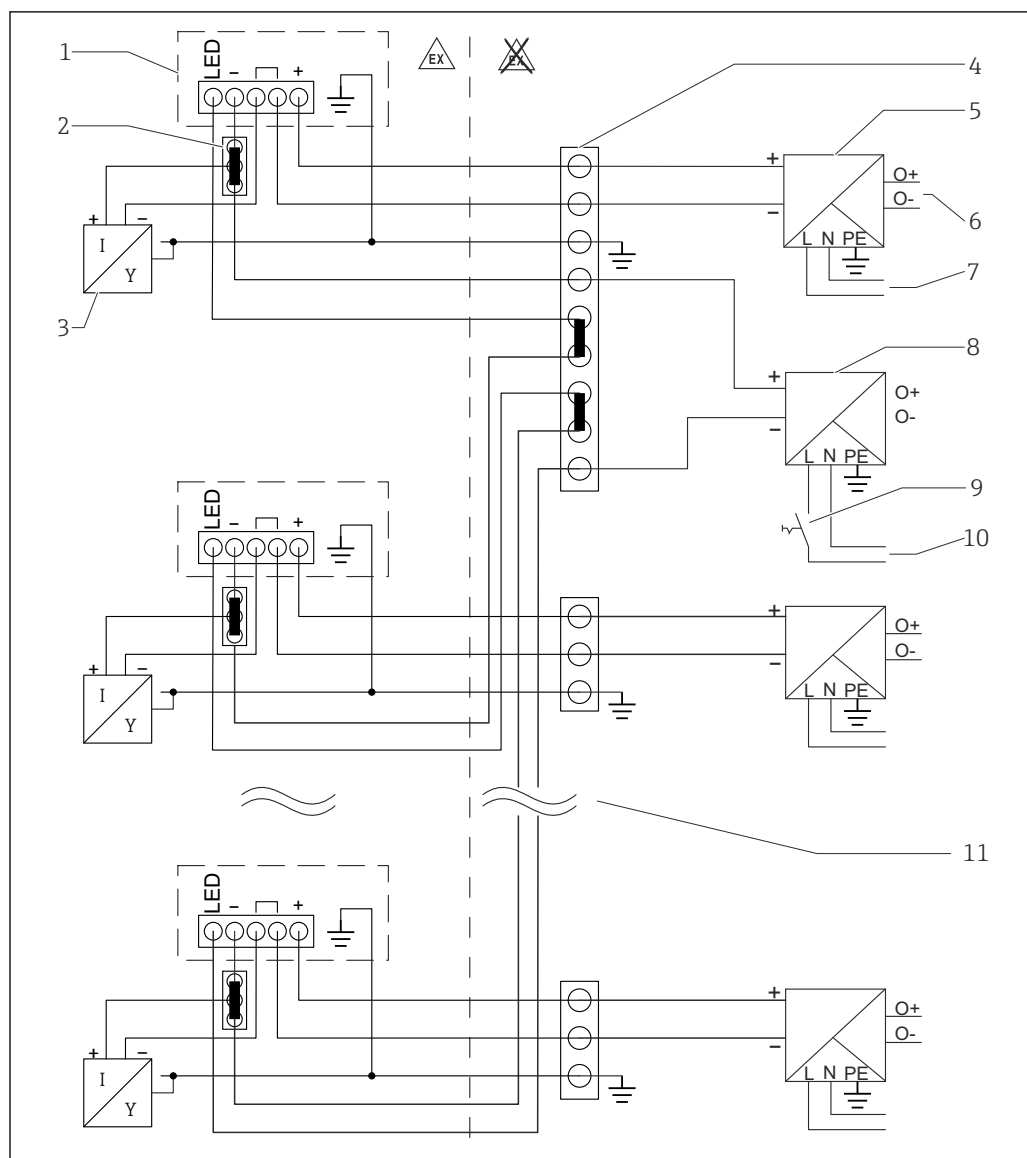 1
LED
- +
EX
EX
4
2
5
+
O+
O-
6
-
+ -
I
Y
L N PE
7
3
8
+
O+
O-
-
L N PE
9
10
LED
- +
+
O+
O-
-
+ -
I
Y
L N PE
11
LED
- +
+
O+
O-
-
+ -
I
Y
L N PE